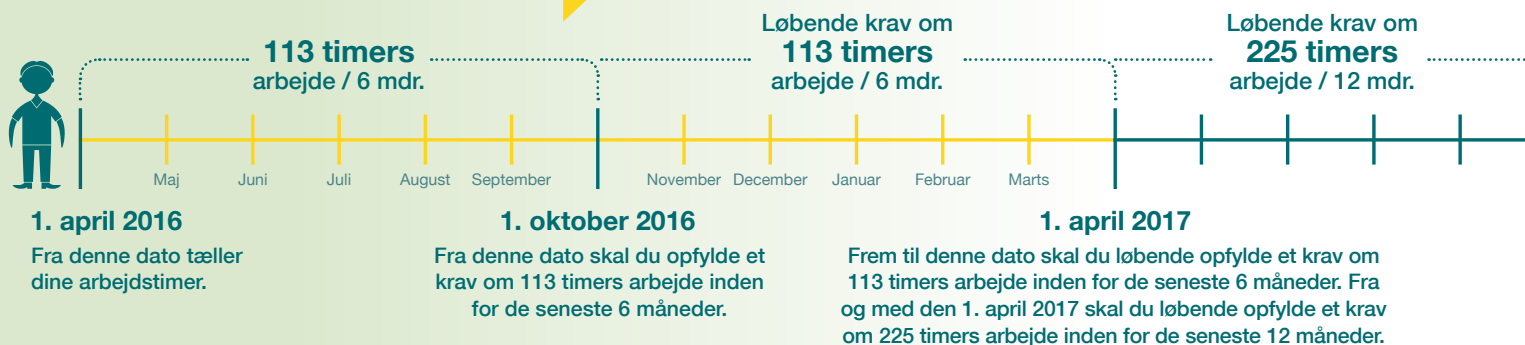 113 timers
arbejde / 6 mdr.
Løbende krav om
113 timers
arbejde / 6 mdr.
Løbende krav om
225 timers
arbejde / 12 mdr.
Maj Juni Juli August September November December Januar Februar Marts
1. april 2016
Fra denne dato tæller
dine arbejdstimer.
1. oktober 2016
Fra denne dato skal du opfylde et
krav om 113 timers arbejde inden
for de seneste 6 måneder.
1. april 2017
Frem til denne dato skal du løbende opfylde et krav om
113 timers arbejde inden for de seneste 6 måneder. Fra
og med den 1. april 2017 skal du løbende opfylde et krav
om 225 timers arbejde inden for de seneste 12 måneder.